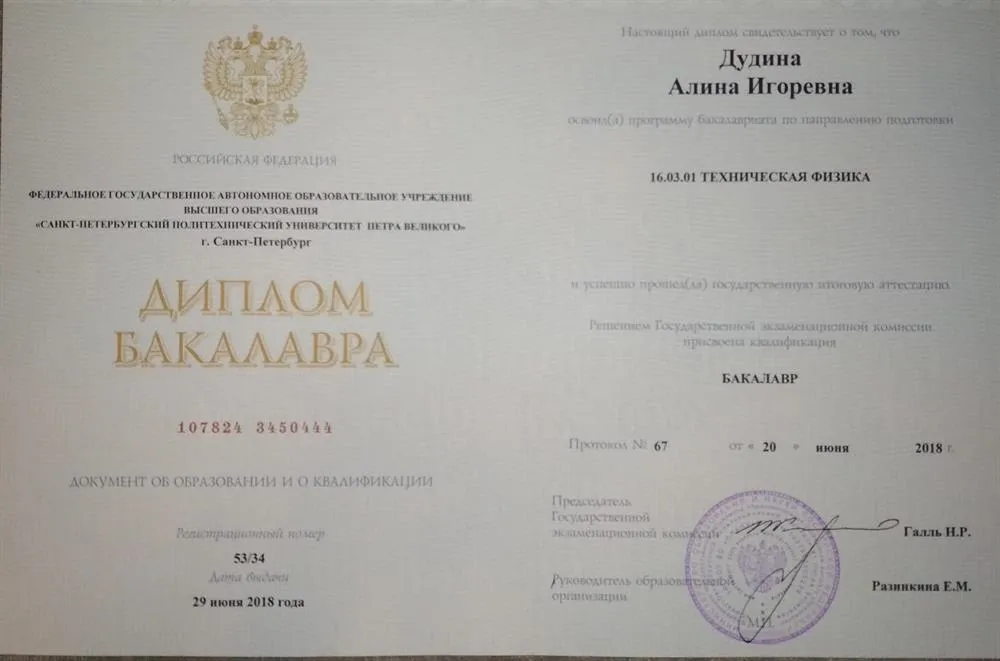 РОССИЙСКАЯ ФЕДЕРАЦИЯ
ФЕДЕРАЛЬНОЕ ГОСУДАРСТВЕННОЕ АВТОНОМНОЕ ОБРАЗОВАТЕЛЬНОЕ УЧРЕЖДЕНИЕ
ВЫСШЕГО ОБРАЗОВАНИЯ
«САНКТ-ПЕТЕРБУРГСКИЙ ПОЛИТЕХНИЧЕСКИЙ УНИВЕРСИТЕТ ПЕТРА ВЕЛИКОГО»
г. Санкт-Петербург
ДИПЛОМ
БАКАЛАВРА
107824 3450444
ДОКУМЕНТ ОБ ОБРАЗОВАНИИ И О КВАЛИФИКАЦИИ
Регистрационный номер
53/34
Дата выдачи
29 июня 2018 года
Настоящий диплом свидетельствует о том, что
Дудина
Алина Игоревна
освоил(а) программу бакалавриата по направлению подготовки
16.03.01 ТЕХНИЧЕСКАЯ ФИЗИКА
и успешно прошел(ла) государственную итоговую аттестацию.
Решением Государственной экзаменационной комиссии
присвоена квалификация
БАКАЛАВР
Протокол № 67 от « 20 » июня 2018 г.
Председатель
Государственной
экзаменационной комиссии Галль Н.Р.
Руководитель образовательной
организации Разинкина Е.М.
М.П.